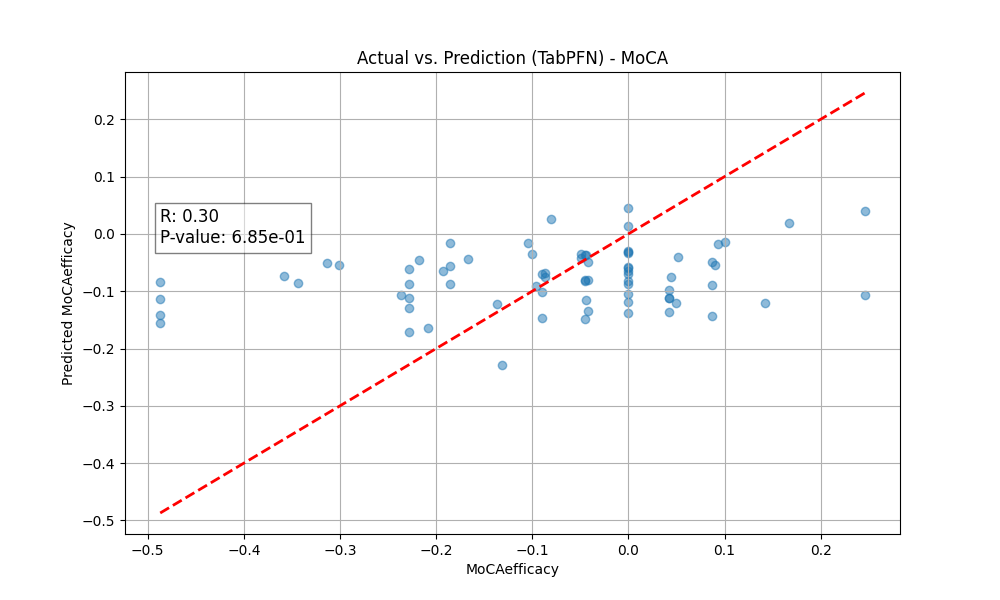 Actual vs. Prediction (TabPFN) - MoCA
0.2
0.1
0.0
−0.1
−0.2
−0.3
−0.4
−0.5
Predicted MoCAefficacy
R: 0.30
P-value: 6.85e-01
−0.5 −0.4 −0.3 −0.2 −0.1 0.0 0.1 0.2
MoCAefficacy